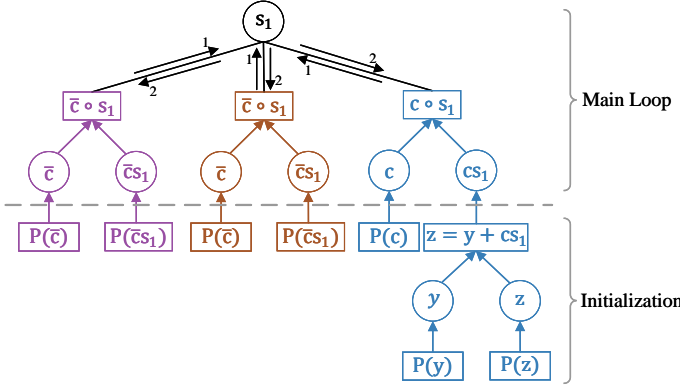 s₁
1
2
1
2
1
2
c̅ ∘ s₁
c̅ ∘ s₁
c ∘ s₁
Main Loop
c̅
c̅s₁
c̅
c̅s₁
c
cs₁
P(c̅)
P(c̅s₁)
P(c̅)
P(c̅s₁)
P(c)
z = y + cs₁
y
z
Initialization
P(y)
P(z)